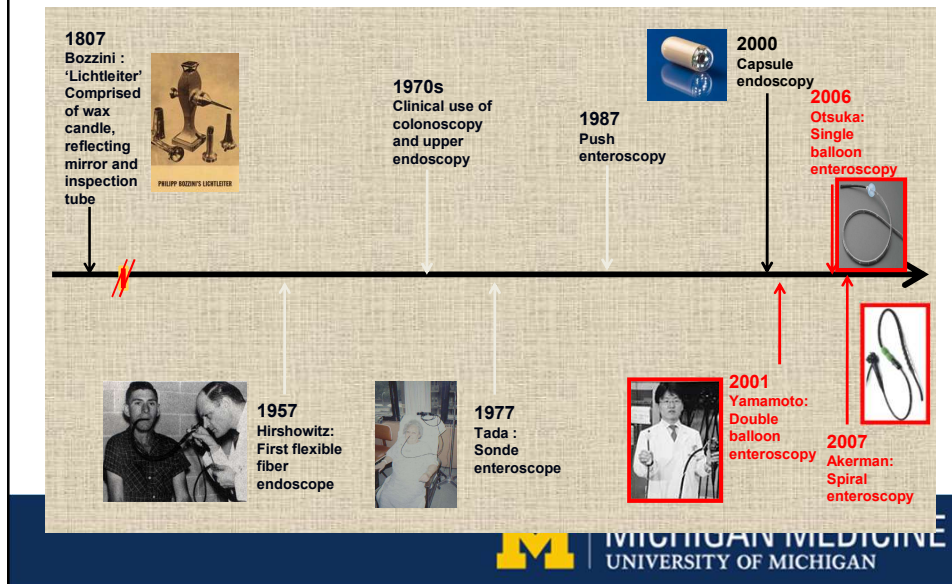 1807
Bozzini :
‘Lichtleiter’
Comprised
of wax
candle,
reflecting
mirror and
inspection
tube
PHILIPP BOZZINI'S LICHTLEITER
1957
Hirshowitz:
First flexible
fiber
endoscope
1970s
Clinical use of
colonoscopy
and upper
endoscopy
1977
Tada :
Sonde
enteroscope
1987
Push
enteroscopy
2000
Capsule
endoscopy
2001
Yamamoto:
Double
balloon
enteroscopy
2006
Otsuka:
Single
balloon
enteroscopy
2007
Akerman:
Spiral
enteroscopy
M
MICHIGAN MEDICINE
UNIVERSITY OF MICHIGAN